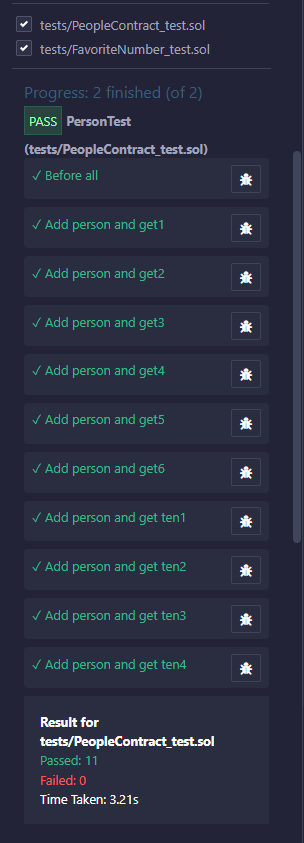 tests/PeopleContract_test.sol
tests/FavoriteNumber_test.sol
Progress: 2 finished (of 2)
PASS PersonTest
(tests/PeopleContract_test.sol)
✓ Before all
✓ Add person and get1
✓ Add person and get2
✓ Add person and get3
✓ Add person and get4
✓ Add person and get5
✓ Add person and get6
✓ Add person and get ten1
✓ Add person and get ten2
✓ Add person and get ten3
✓ Add person and get ten4
Result for
tests/PeopleContract_test.sol
Passed: 11
Failed: 0
Time Taken: 3.21s